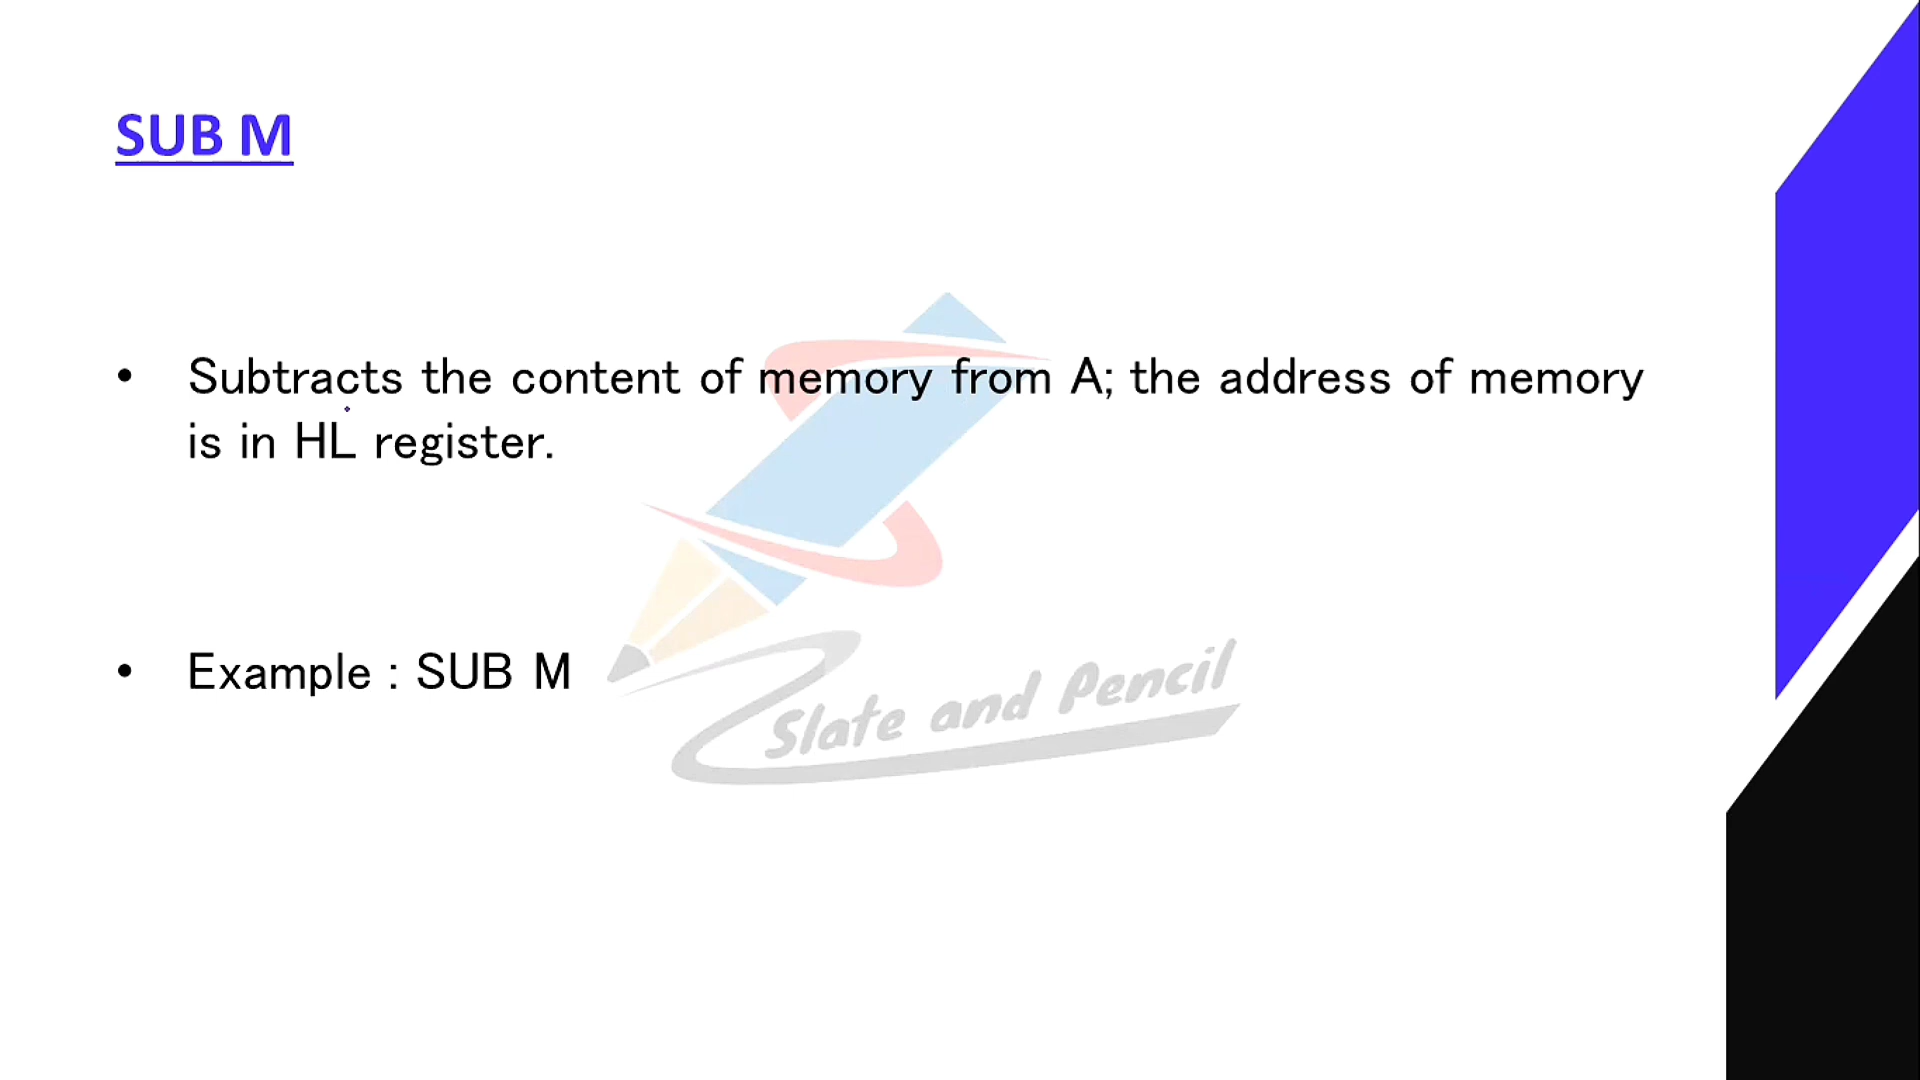 SUB M
• Subtracts the content of memory from A; the address of memory
is in HL register.
• Example : SUB M
Slate and Pencil